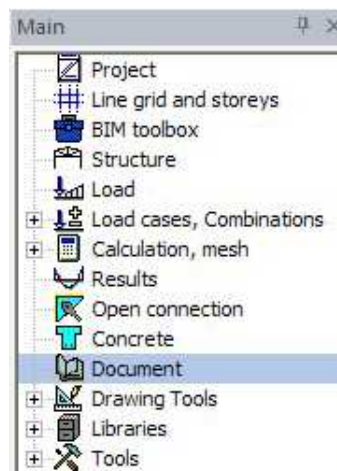 Main
Project
Line grid and storeys
BIM toolbox
Structure
Load
Load cases, Combinations
Calculation, mesh
Results
Open connection
Concrete
Document
Drawing Tools
Libraries
Tools